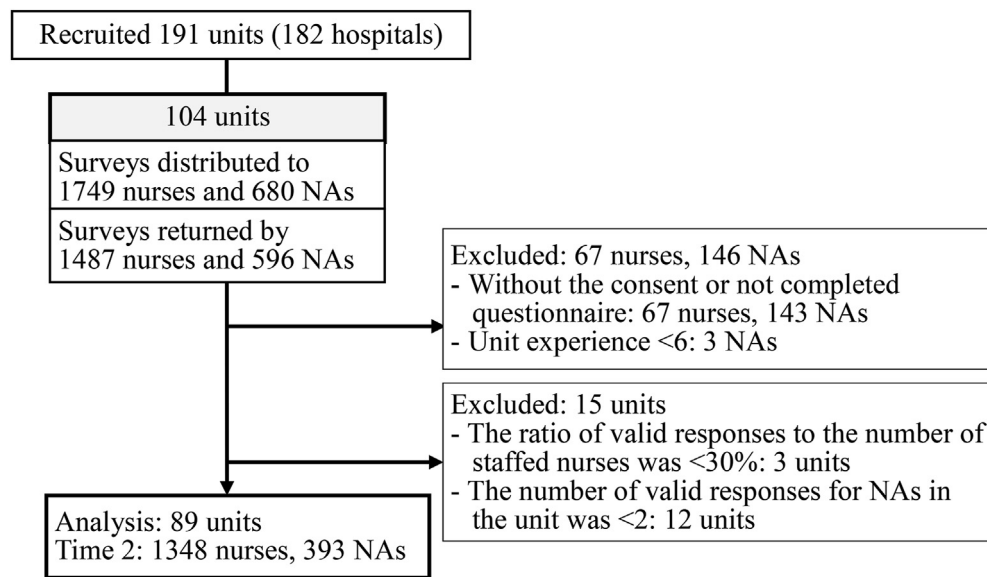 Recruited 191 units (182 hospitals)
104 units
Surveys distributed to
1749 nurses and 680 NAs
Surveys returned by
1487 nurses and 596 NAs
Excluded: 67 nurses, 146 NAs
- Without the consent or not completed
questionnaire: 67 nurses, 143 NAs
- Unit experience <6: 3 NAs
Excluded: 15 units
- The ratio of valid responses to the number of
staffed nurses was <30%: 3 units
- The number of valid responses for NAs in
the unit was <2: 12 units
Analysis: 89 units
Time 2: 1348 nurses, 393 NAs